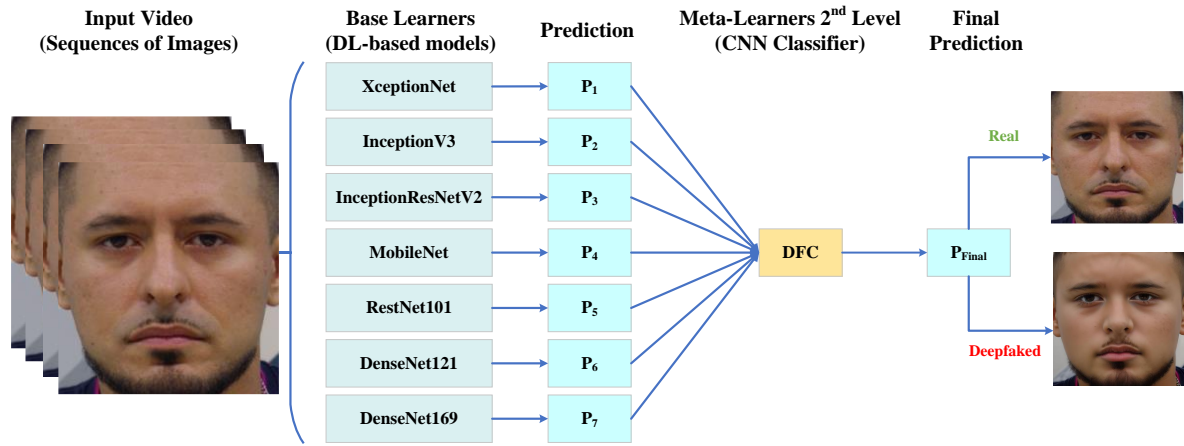 Input Video
(Sequences of Images)
Base Learners
(DL-based models)
Prediction
Meta-Learners 2nd Level
(CNN Classifier)
Final
Prediction
XceptionNet
P1
InceptionV3
P2
InceptionResNetV2
P3
MobileNet
P4
RestNet101
P5
DenseNet121
P6
DenseNet169
P7
DFC
PFinal
Real
Deepfaked